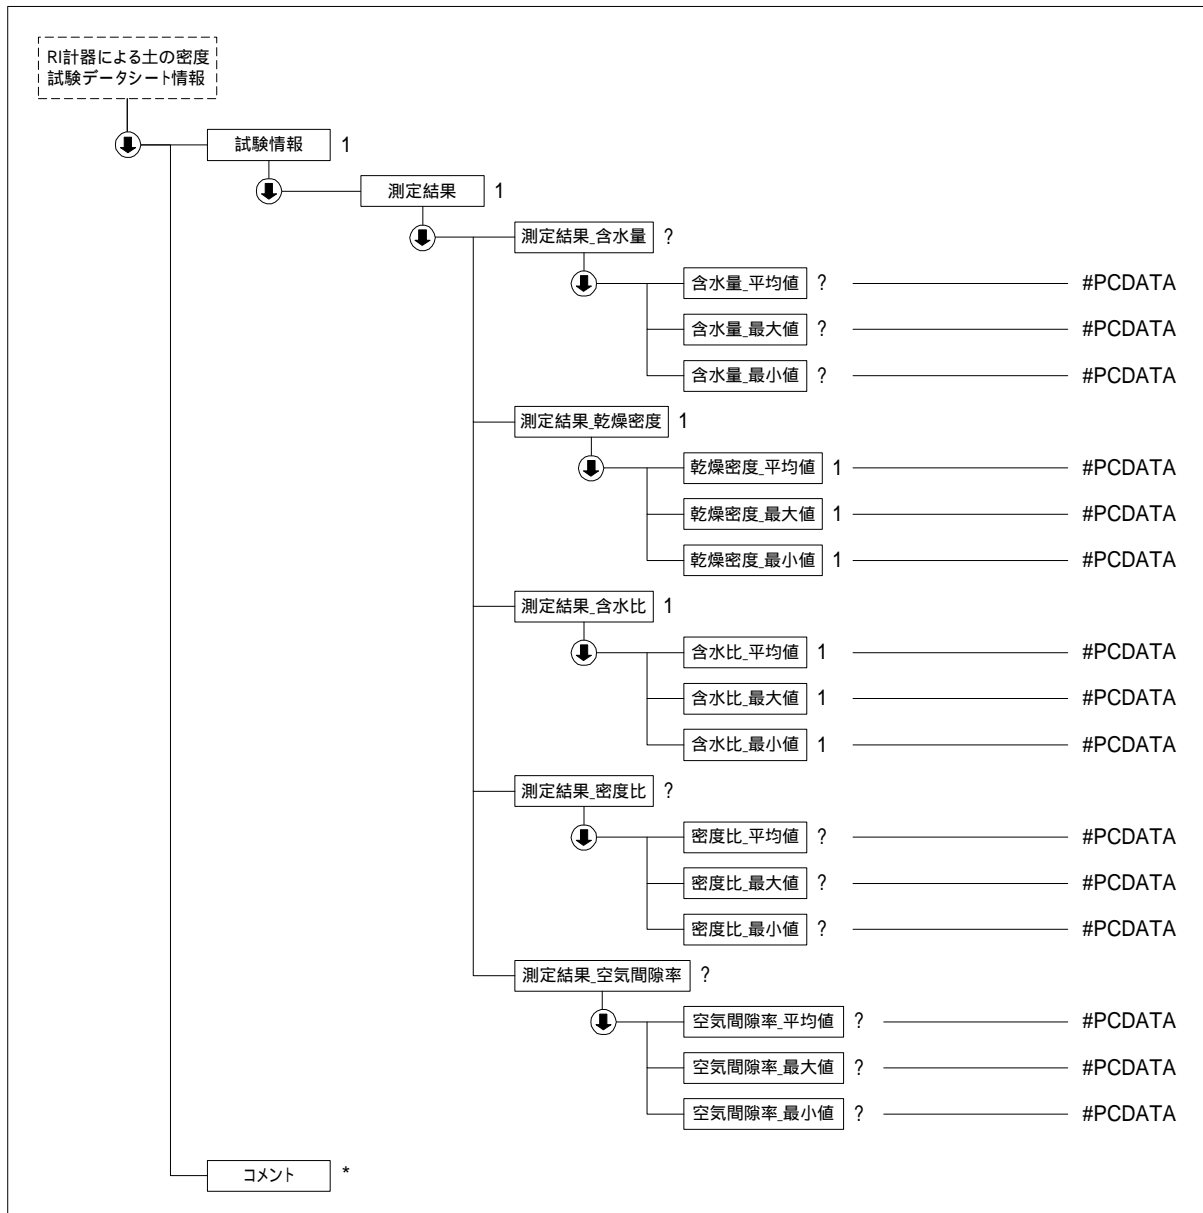 RI計器による土の密度
試験データシート情報
試験情報 1
測定結果 1
測定結果_含水量 ?
含水量_平均値 ? #PCDATA
含水量_最大値 ? #PCDATA
含水量_最小値 ? #PCDATA
測定結果_乾燥密度 1
乾燥密度_平均値 1 #PCDATA
乾燥密度_最大値 1 #PCDATA
乾燥密度_最小値 1 #PCDATA
測定結果_含水比 1
含水比_平均値 1 #PCDATA
含水比_最大値 1 #PCDATA
含水比_最小値 1 #PCDATA
測定結果_密度比 ?
密度比_平均値 ? #PCDATA
密度比_最大値 ? #PCDATA
密度比_最小値 ? #PCDATA
測定結果_空気間隙率 ?
空気間隙率_平均値 ? #PCDATA
空気間隙率_最大値 ? #PCDATA
空気間隙率_最小値 ? #PCDATA
コメント *